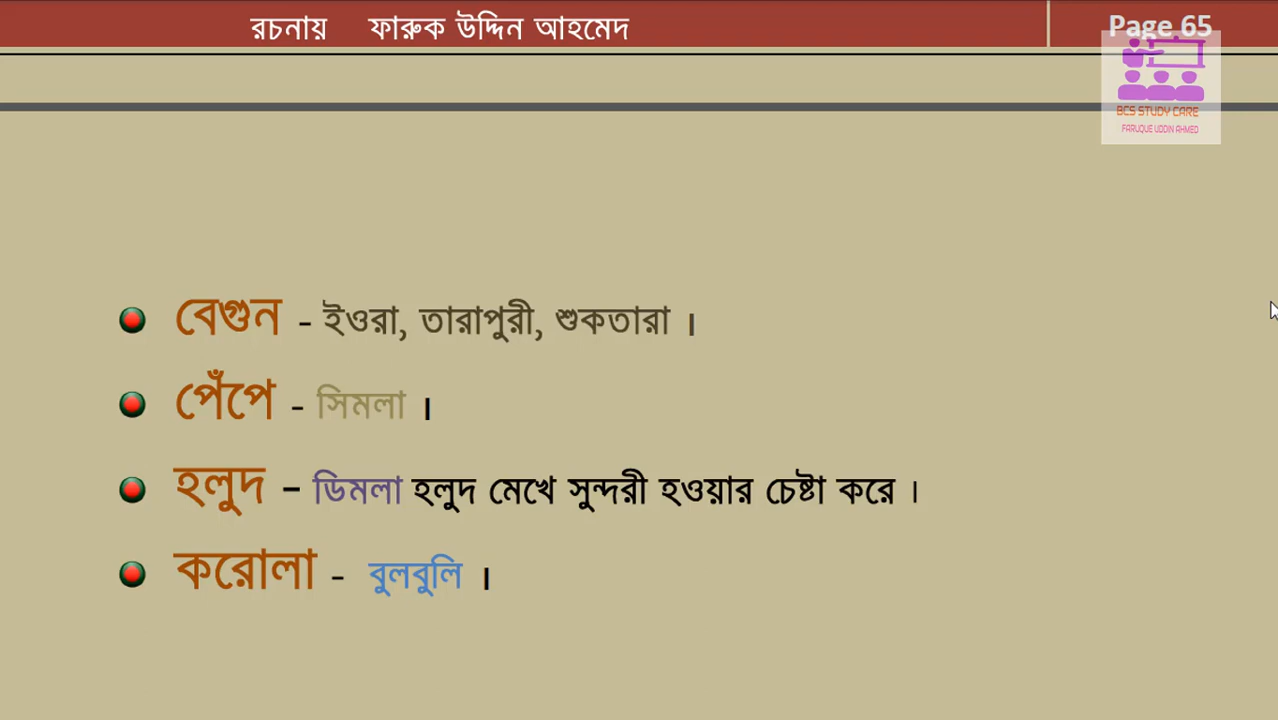 রচনায় ফারুক উদ্দিন আহমেদ
Page 65
BCS STUDY CARE
FARUQUE UDDIN AHMED
বেগুন - ইওরা, তারাপুরী, শুকতারা ।
পেঁপে - সিমলা ।
হলুদ – ডিমলা হলুদ মেখে সুন্দরী হওয়ার চেষ্টা করে ।
করোলা - বুলবুলি ।